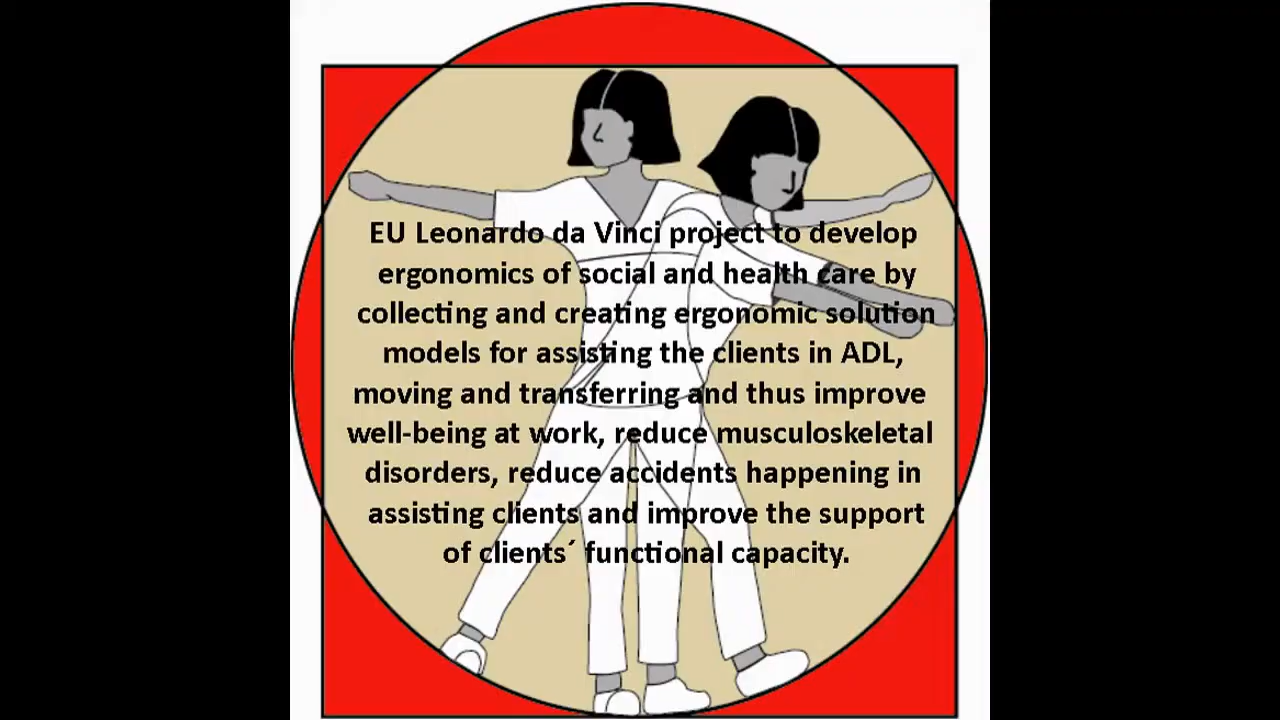 EU Leonardo da Vinci project to develop
ergonomics of social and health care by
collecting and creating ergonomic solution
models for assisting the clients in ADL,
moving and transferring and thus improve
well-being at work, reduce musculoskeletal
disorders, reduce accidents happening in
assisting clients and improve the support
of clients´ functional capacity.